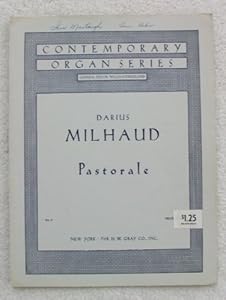 CONTEMPORARY
ORGAN SERIES
DARIUS
MILHAUD
Pastorale
$1.25
NEW YORK · THE H. W. GRAY CO., INC.